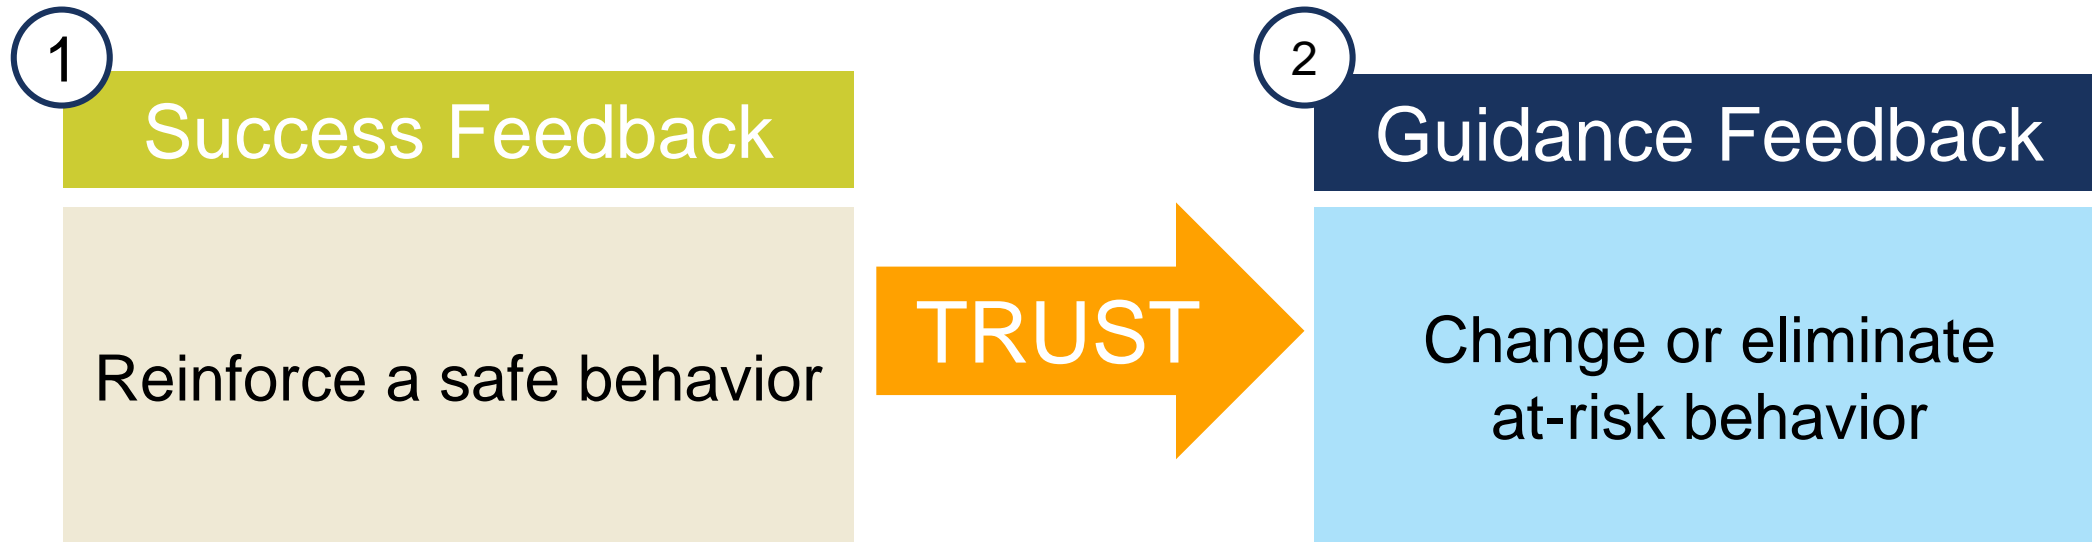 1
Success Feedback
Reinforce a safe behavior
TRUST
2
Guidance Feedback
Change or eliminate
at-risk behavior